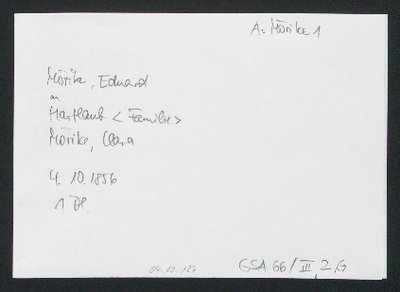 A: Mörike 1
Mörike, Eduard
an
Hartlaub <Familie>
Mörike, Clara
4. 10. 1856
1 Bl.
GSA 66/III, 2,6